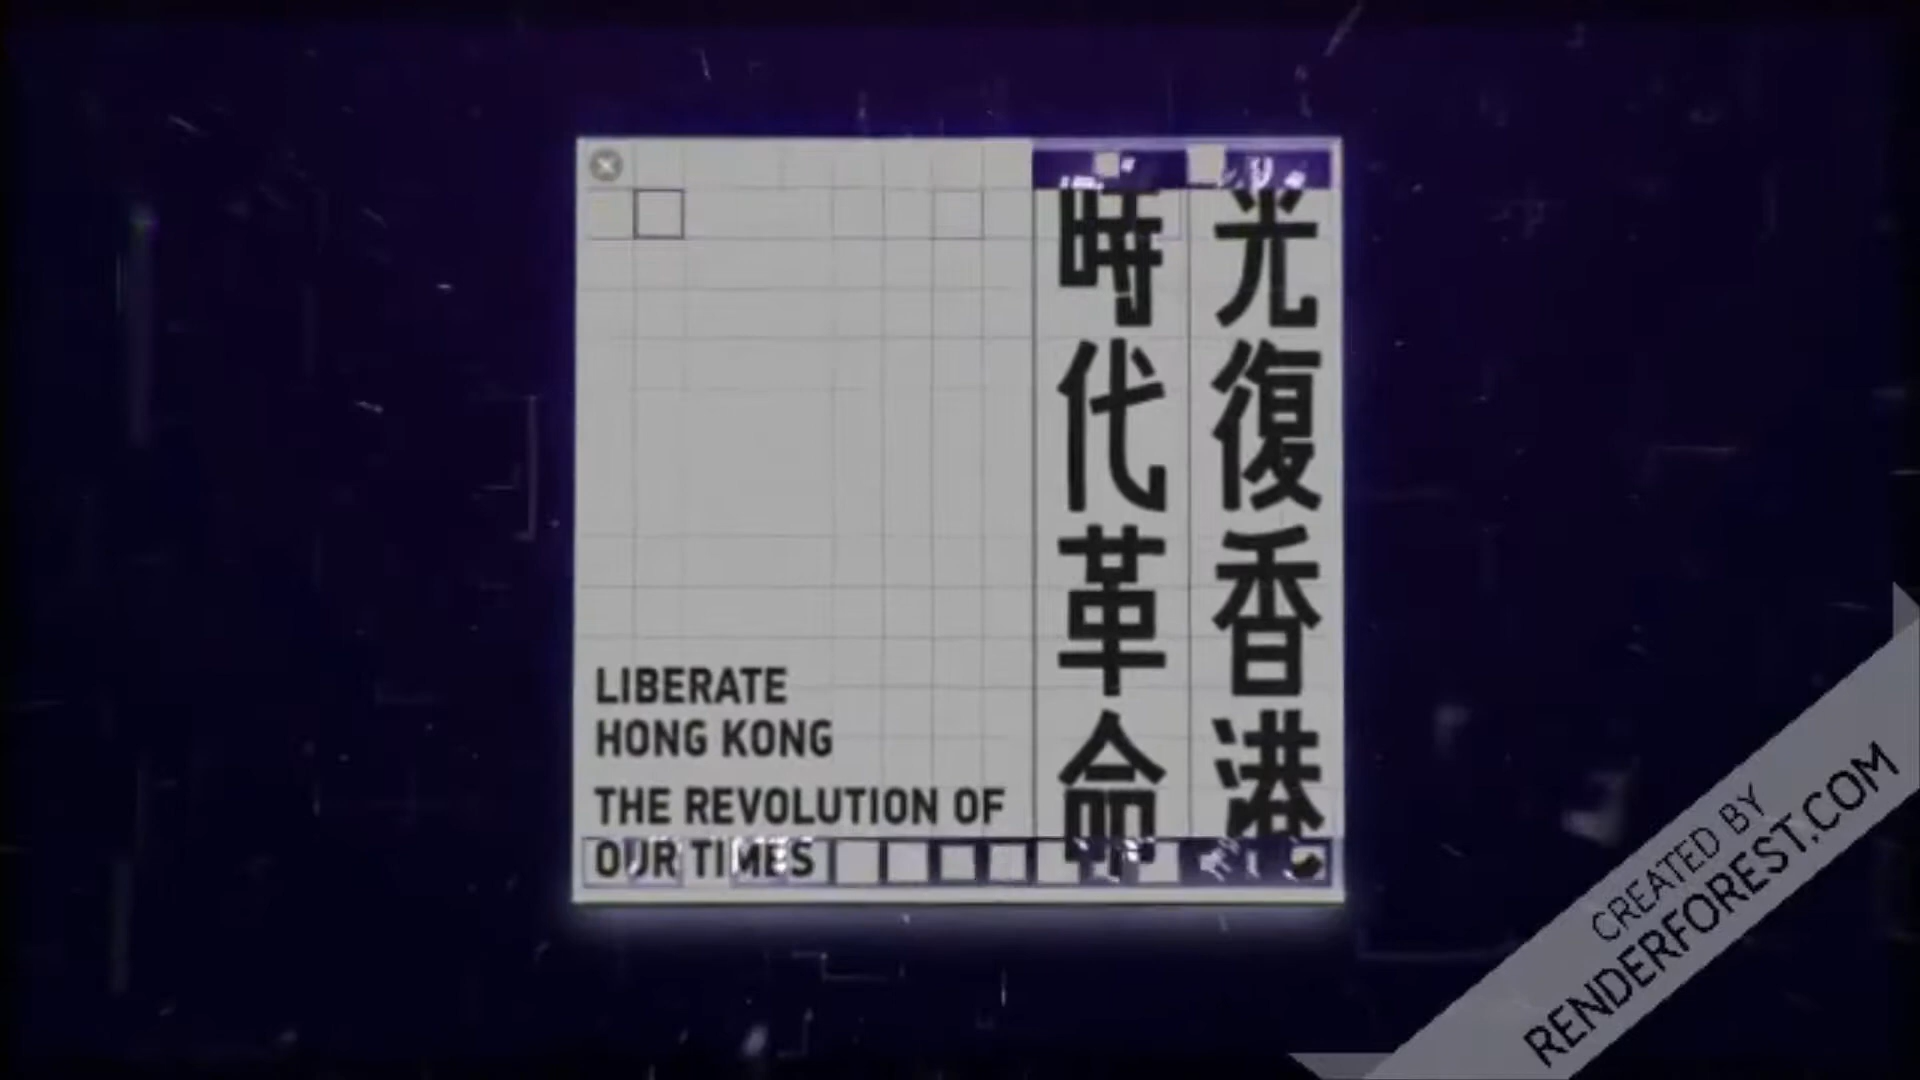 光復香港
時代革命
LIBERATE
HONG KONG
THE REVOLUTION OF
OUR TIMES
CREATED BY
RENDERFOREST.COM